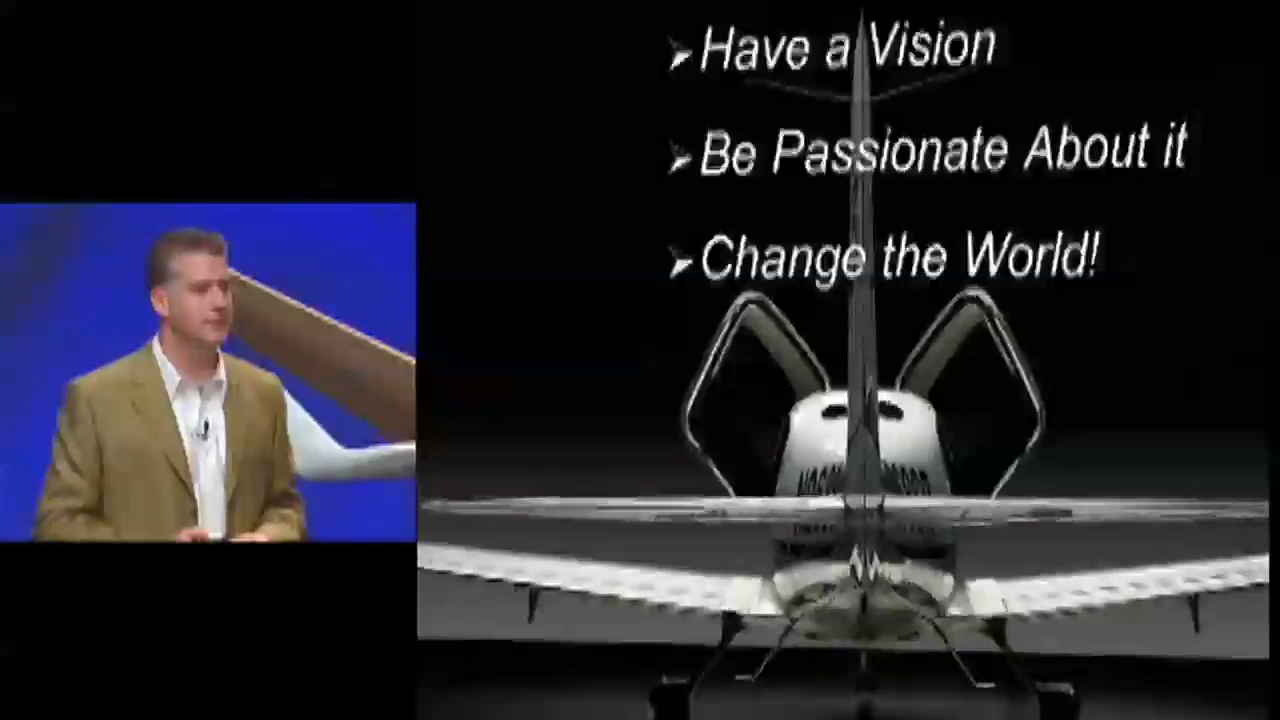 ➢Have a Vision
➢Be Passionate About it
➢Change the World!